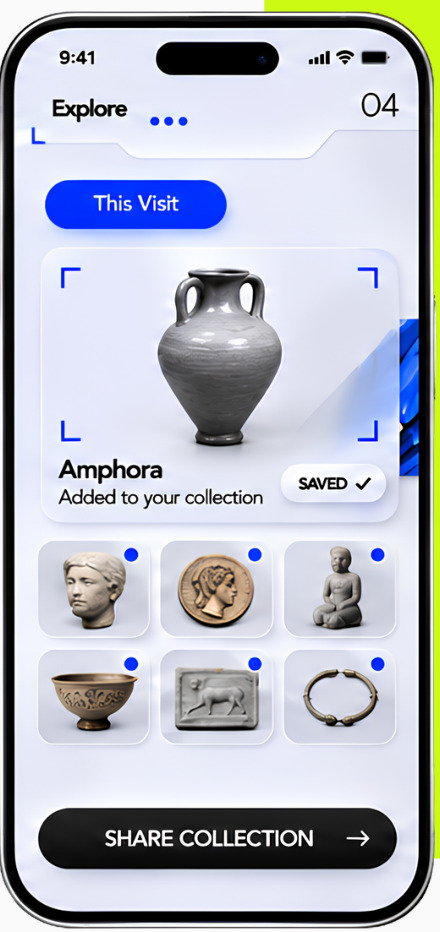 9:41
Explore
04
This Visit
Amphora
Added to your collection
SAVED
SHARE COLLECTION